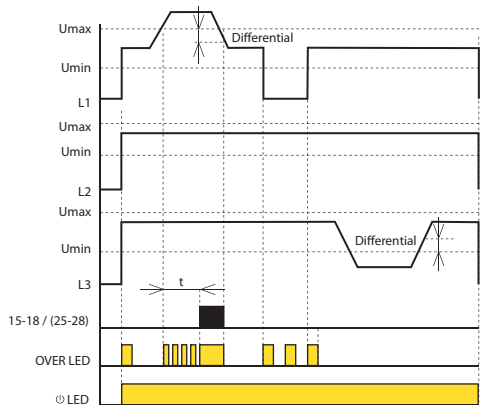 Umax
Differential
Umin
L1
Umax
Umin
L2
Umax
Differential
Umin
L3
t
15-18 / (25-28)
OVER LED
⏻ LED